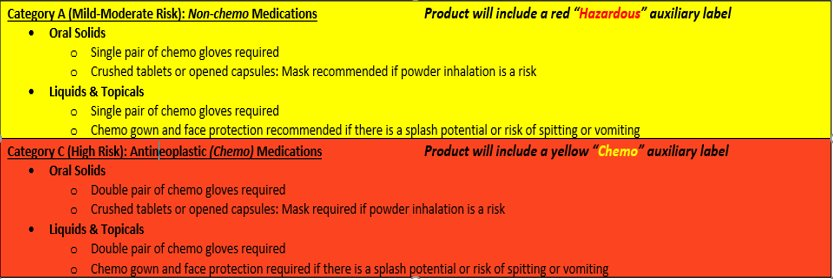 Category A (Mild-Moderate Risk): Non-chemo Medications Product will include a red “Hazardous” auxiliary label
• Oral Solids
o Single pair of chemo gloves required
o Crushed tablets or opened capsules: Mask recommended if powder inhalation is a risk
• Liquids & Topicals
o Single pair of chemo gloves required
o Chemo gown and face protection recommended if there is a splash potential or risk of spitting or vomiting
Category C (High Risk): Antineoplastic (Chemo) Medications Product will include a yellow “Chemo” auxiliary label
• Oral Solids
o Double pair of chemo gloves required
o Crushed tablets or opened capsules: Mask required if powder inhalation is a risk
• Liquids & Topicals
o Double pair of chemo gloves required
o Chemo gown and face protection required if there is a splash potential or risk of spitting or vomiting